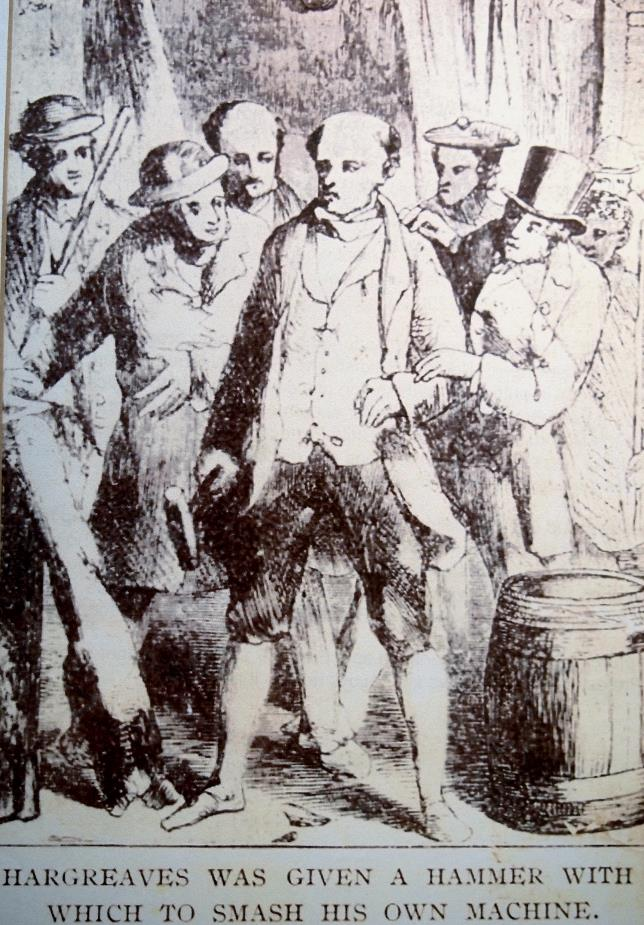 HARGREAVES WAS GIVEN A HAMMER WITH
WHICH TO SMASH HIS OWN MACHINE.